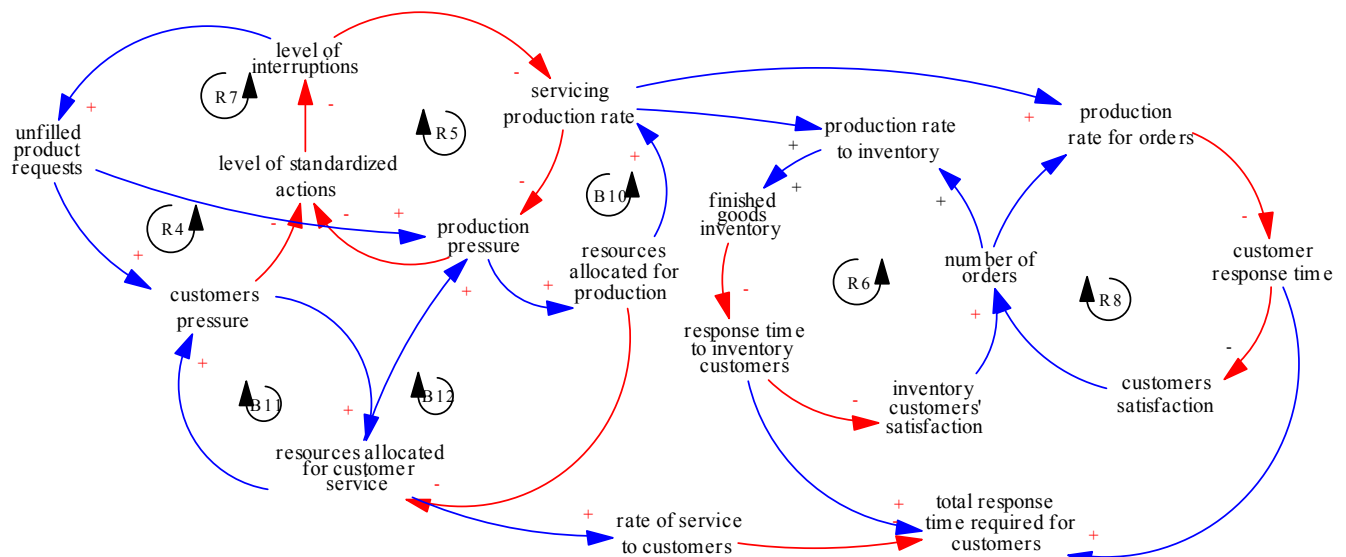 level of
interruptions
R7
-
-
+
unfilled
product
requests
R5
servicing
production rate
production
rate for orders
+
production rate
to inventory
+
+
+
level of standardized
actions
-
-
+
-
+
B10
finished
goods
inventory
production
pressure
R4
+
+
+
resources
allocated for
production
number of
orders
-
customer
response time
customers
pressure
-
R6
R8
+
response time
to inventory
customers
-
+
B11
B12
+
-
inventory
customers'
satisfaction
customers
satisfaction
resources allocated
for customer
service
-
+
rate of service
to customers
+
-
total response
time required for
customers
+